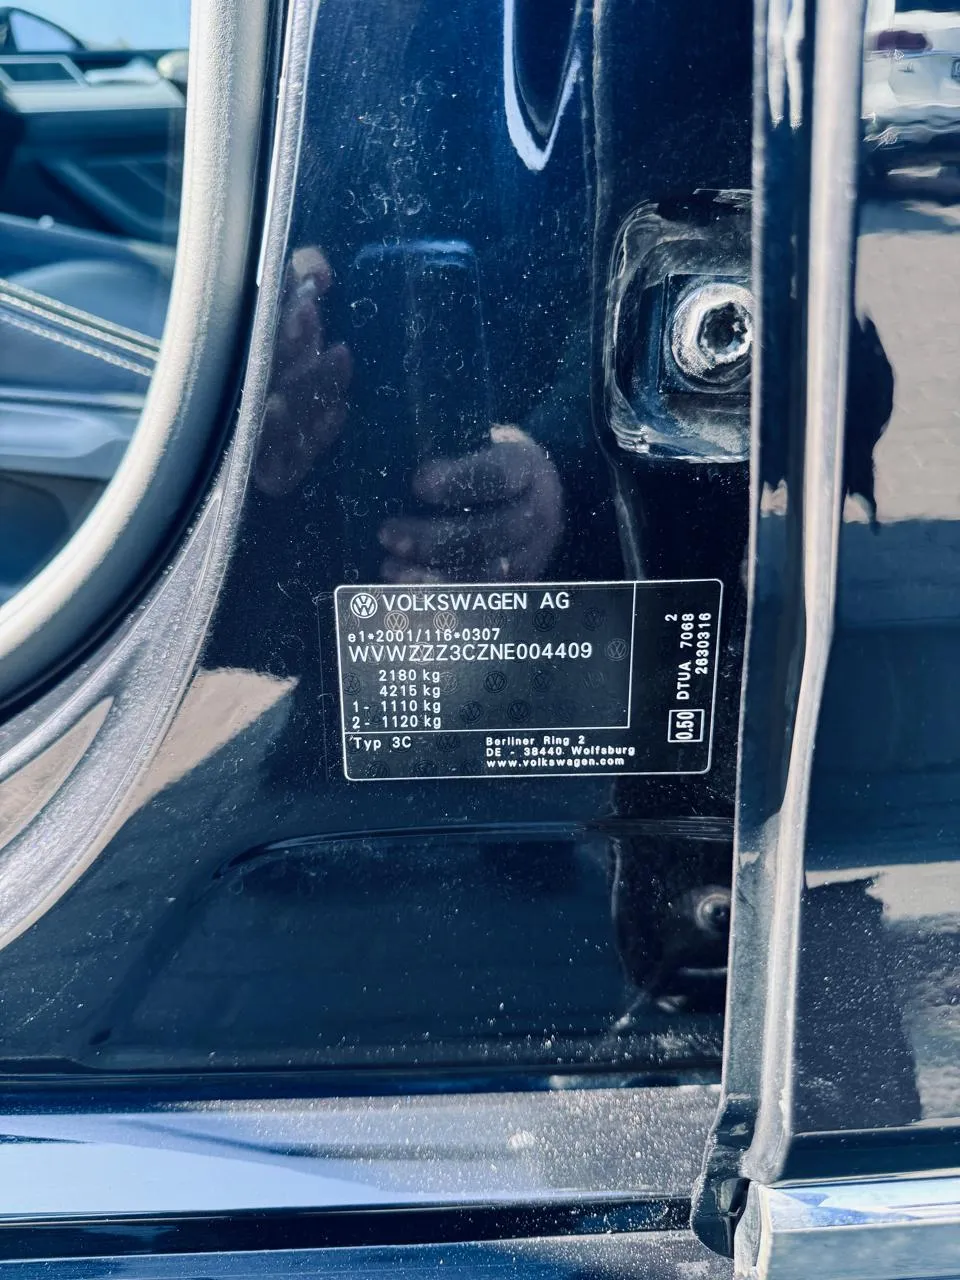 VOLKSWAGEN AG
e1*2001/116*0307
WVWZZZ3CZNE004409
2180 kg
4215 kg
1 - 1110 kg
2 - 1120 kg
Typ 3C
Berliner Ring 2
DE - 38440 Wolfsburg
www.volkswagen.com
0.50
DTUA 7068 2
2630316